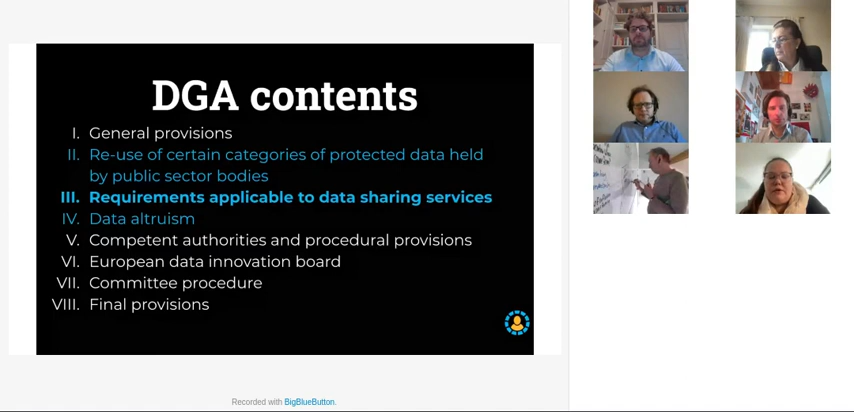 DGA contents
I. General provisions
II. Re-use of certain categories of protected data held
by public sector bodies
III. Requirements applicable to data sharing services
IV. Data altruism
V. Competent authorities and procedural provisions
VI. European data innovation board
VII. Committee procedure
VIII. Final provisions
Recorded with BigBlueButton.